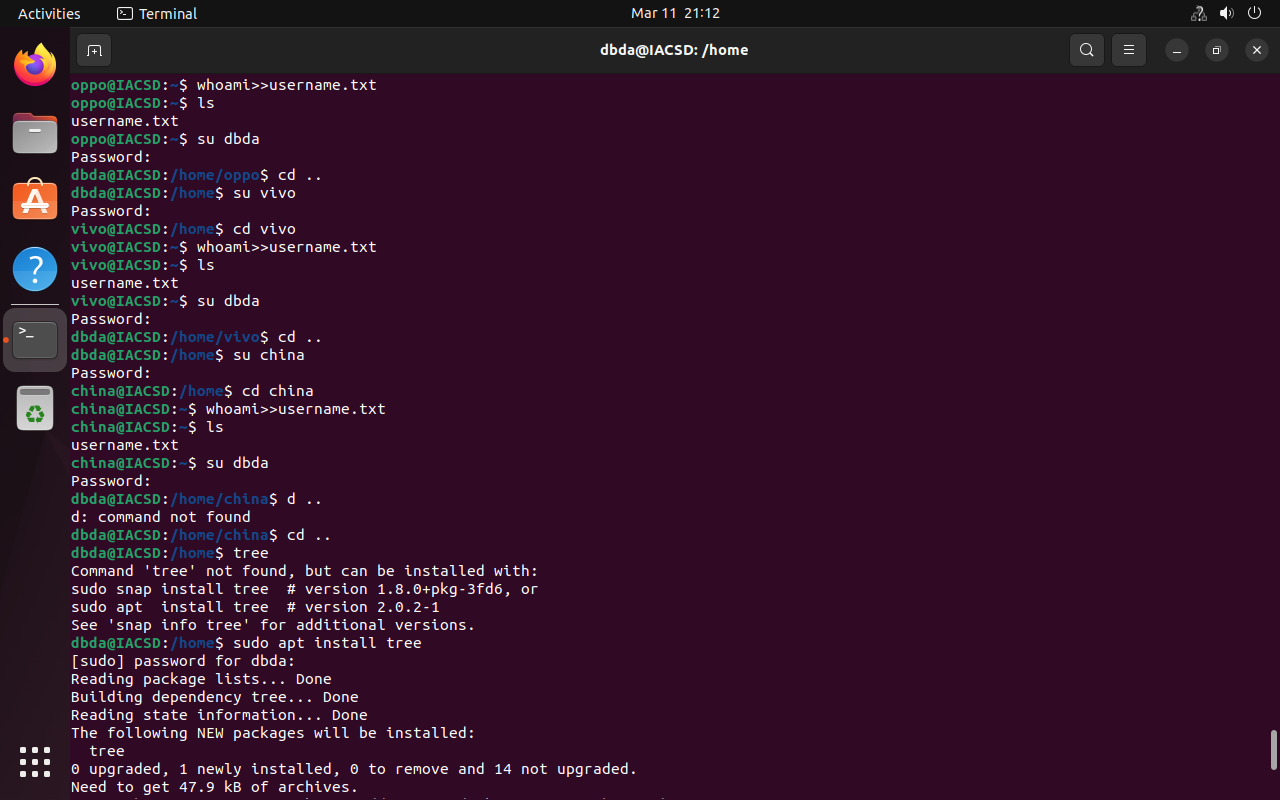 Activities Terminal Mar 11 21:12
dbda@IACSD: /home
oppo@IACSD:~$ whoami>>username.txt
oppo@IACSD:~$ ls
username.txt
oppo@IACSD:~$ su dbda
Password:
dbda@IACSD:/home/oppo$ cd ..
dbda@IACSD:/home$ su vivo
Password:
vivo@IACSD:/home$ cd vivo
vivo@IACSD:~$ whoami>>username.txt
vivo@IACSD:~$ ls
username.txt
vivo@IACSD:~$ su dbda
Password:
dbda@IACSD:/home/vivo$ cd ..
dbda@IACSD:/home$ su china
Password:
china@IACSD:/home$ cd china
china@IACSD:~$ whoami>>username.txt
china@IACSD:~$ ls
username.txt
china@IACSD:~$ su dbda
Password:
dbda@IACSD:/home/china$ d ..
d: command not found
dbda@IACSD:/home/china$ cd ..
dbda@IACSD:/home$ tree
Command 'tree' not found, but can be installed with:
sudo snap install tree  # version 1.8.0+pkg-3fd6, or
sudo apt  install tree  # version 2.0.2-1
See 'snap info tree' for additional versions.
dbda@IACSD:/home$ sudo apt install tree
[sudo] password for dbda:
Reading package lists... Done
Building dependency tree... Done
Reading state information... Done
The following NEW packages will be installed:
  tree
0 upgraded, 1 newly installed, 0 to remove and 14 not upgraded.
Need to get 47.9 kB of archives.